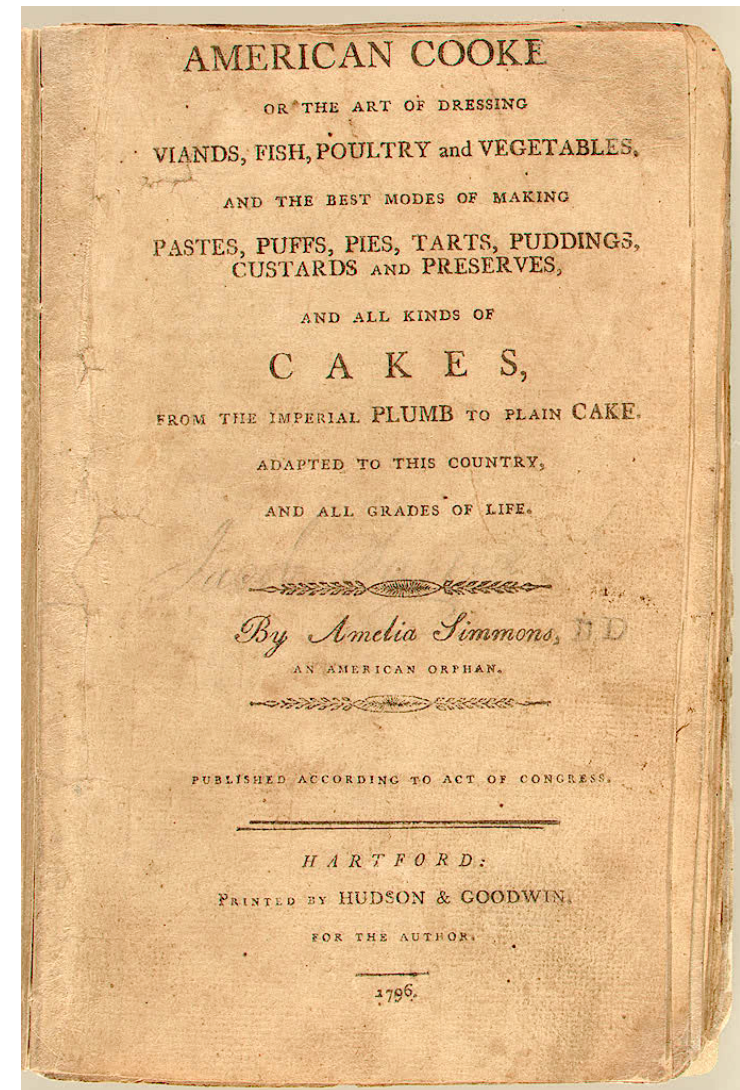 AMERICAN COOKE
OR THE ART OF DRESSING
VIANDS, FISH, POULTRY and VEGETABLES,
AND THE BEST MODES OF MAKING
PASTES, PUFFS, PIES, TARTS, PUDDINGS,
CUSTARDS AND PRESERVES,
AND ALL KINDS OF
CAKES,
FROM THE IMPERIAL PLUMB TO PLAIN CAKE.
ADAPTED TO THIS COUNTRY,
AND ALL GRADES OF LIFE.
By Amelia Simmons,
AN AMERICAN ORPHAN.
PUBLISHED ACCORDING TO ACT OF CONGRESS.
HARTFORD:
PRINTED BY HUDSON & GOODWIN.
FOR THE AUTHOR.
1796.